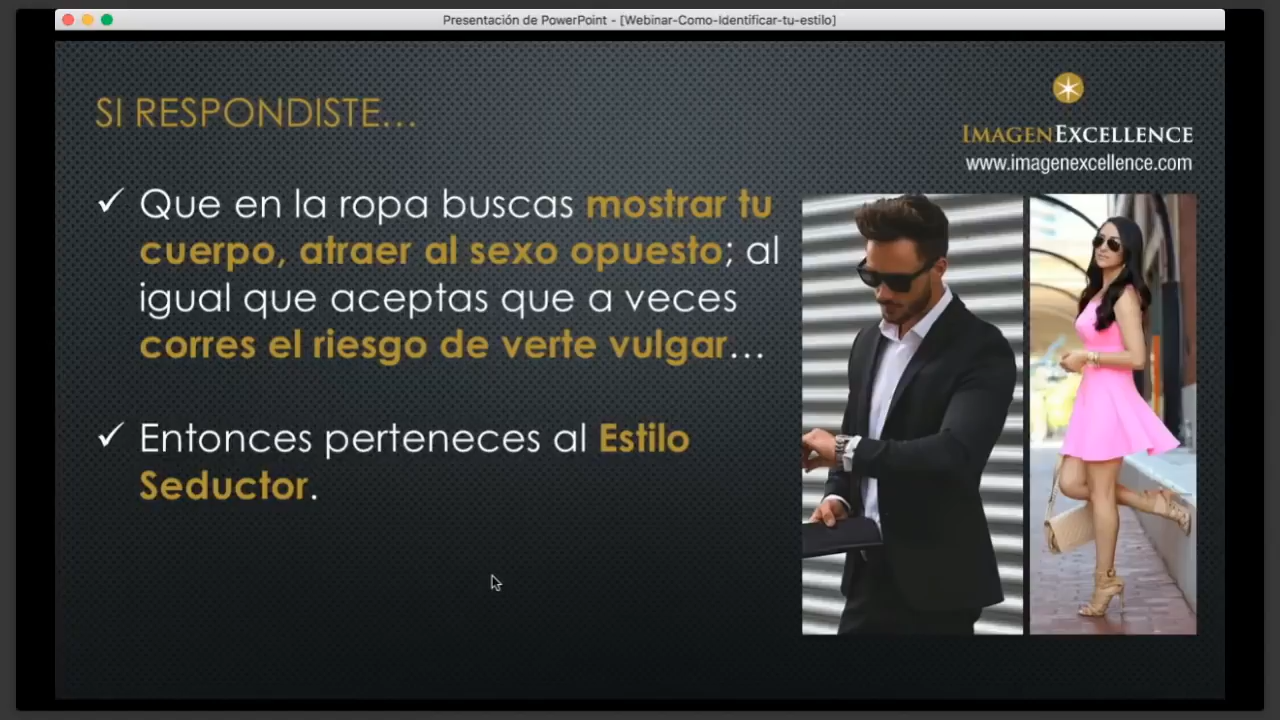 Presentación de PowerPoint - [Webinar-Como-Identificar-tu-estilo]
SI RESPONDISTE...
IMAGENEXCELLENCE
www.imagenexcellence.com
Que en la ropa buscas mostrar tu
cuerpo, atraer al sexo opuesto; al
igual que aceptas que a veces
corres el riesgo de verte vulgar...
Entonces perteneces al Estilo
Seductor.